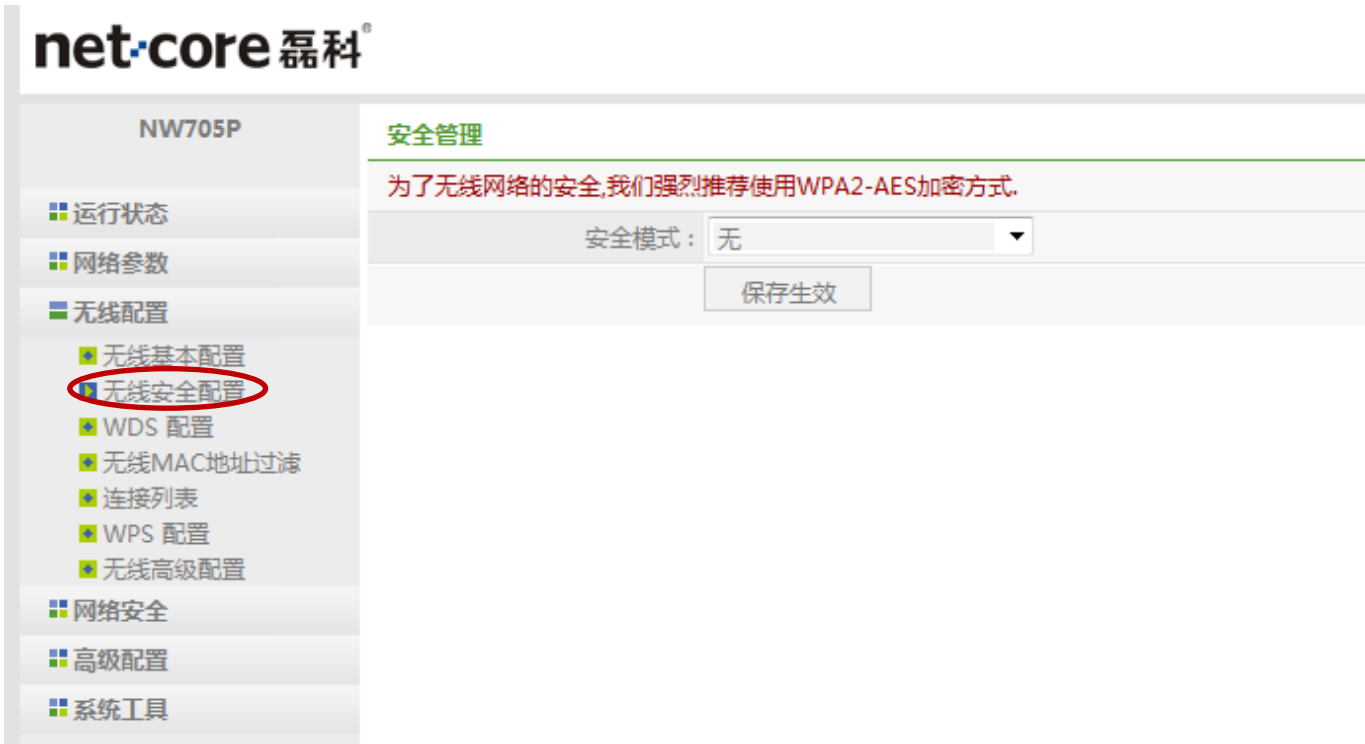 net·core 磊科®
NW705P
运行状态
网络参数
无线配置
无线基本配置
无线安全配置
WDS 配置
无线MAC地址过滤
连接列表
WPS 配置
无线高级配置
网络安全
高级配置
系统工具
安全管理
为了无线网络的安全,我们强烈推荐使用WPA2-AES加密方式.
安全模式： 无
保存生效